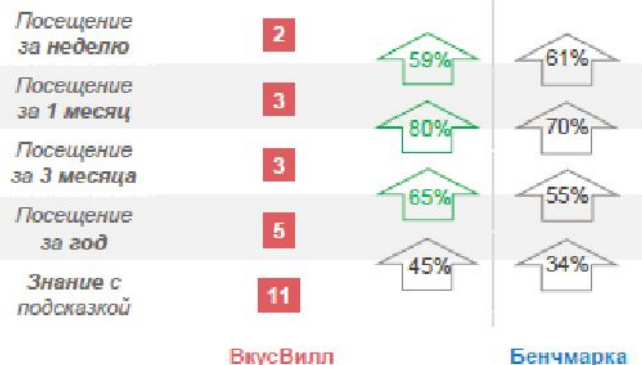 Посещение
за неделю
2
59%
61%
Посещение
за 1 месяц
3
80%
70%
Посещение
за 3 месяца
3
65%
55%
Посещение
за год
5
45%
34%
Знание с
подсказкой
11
ВкусВилл
Бенчмарка